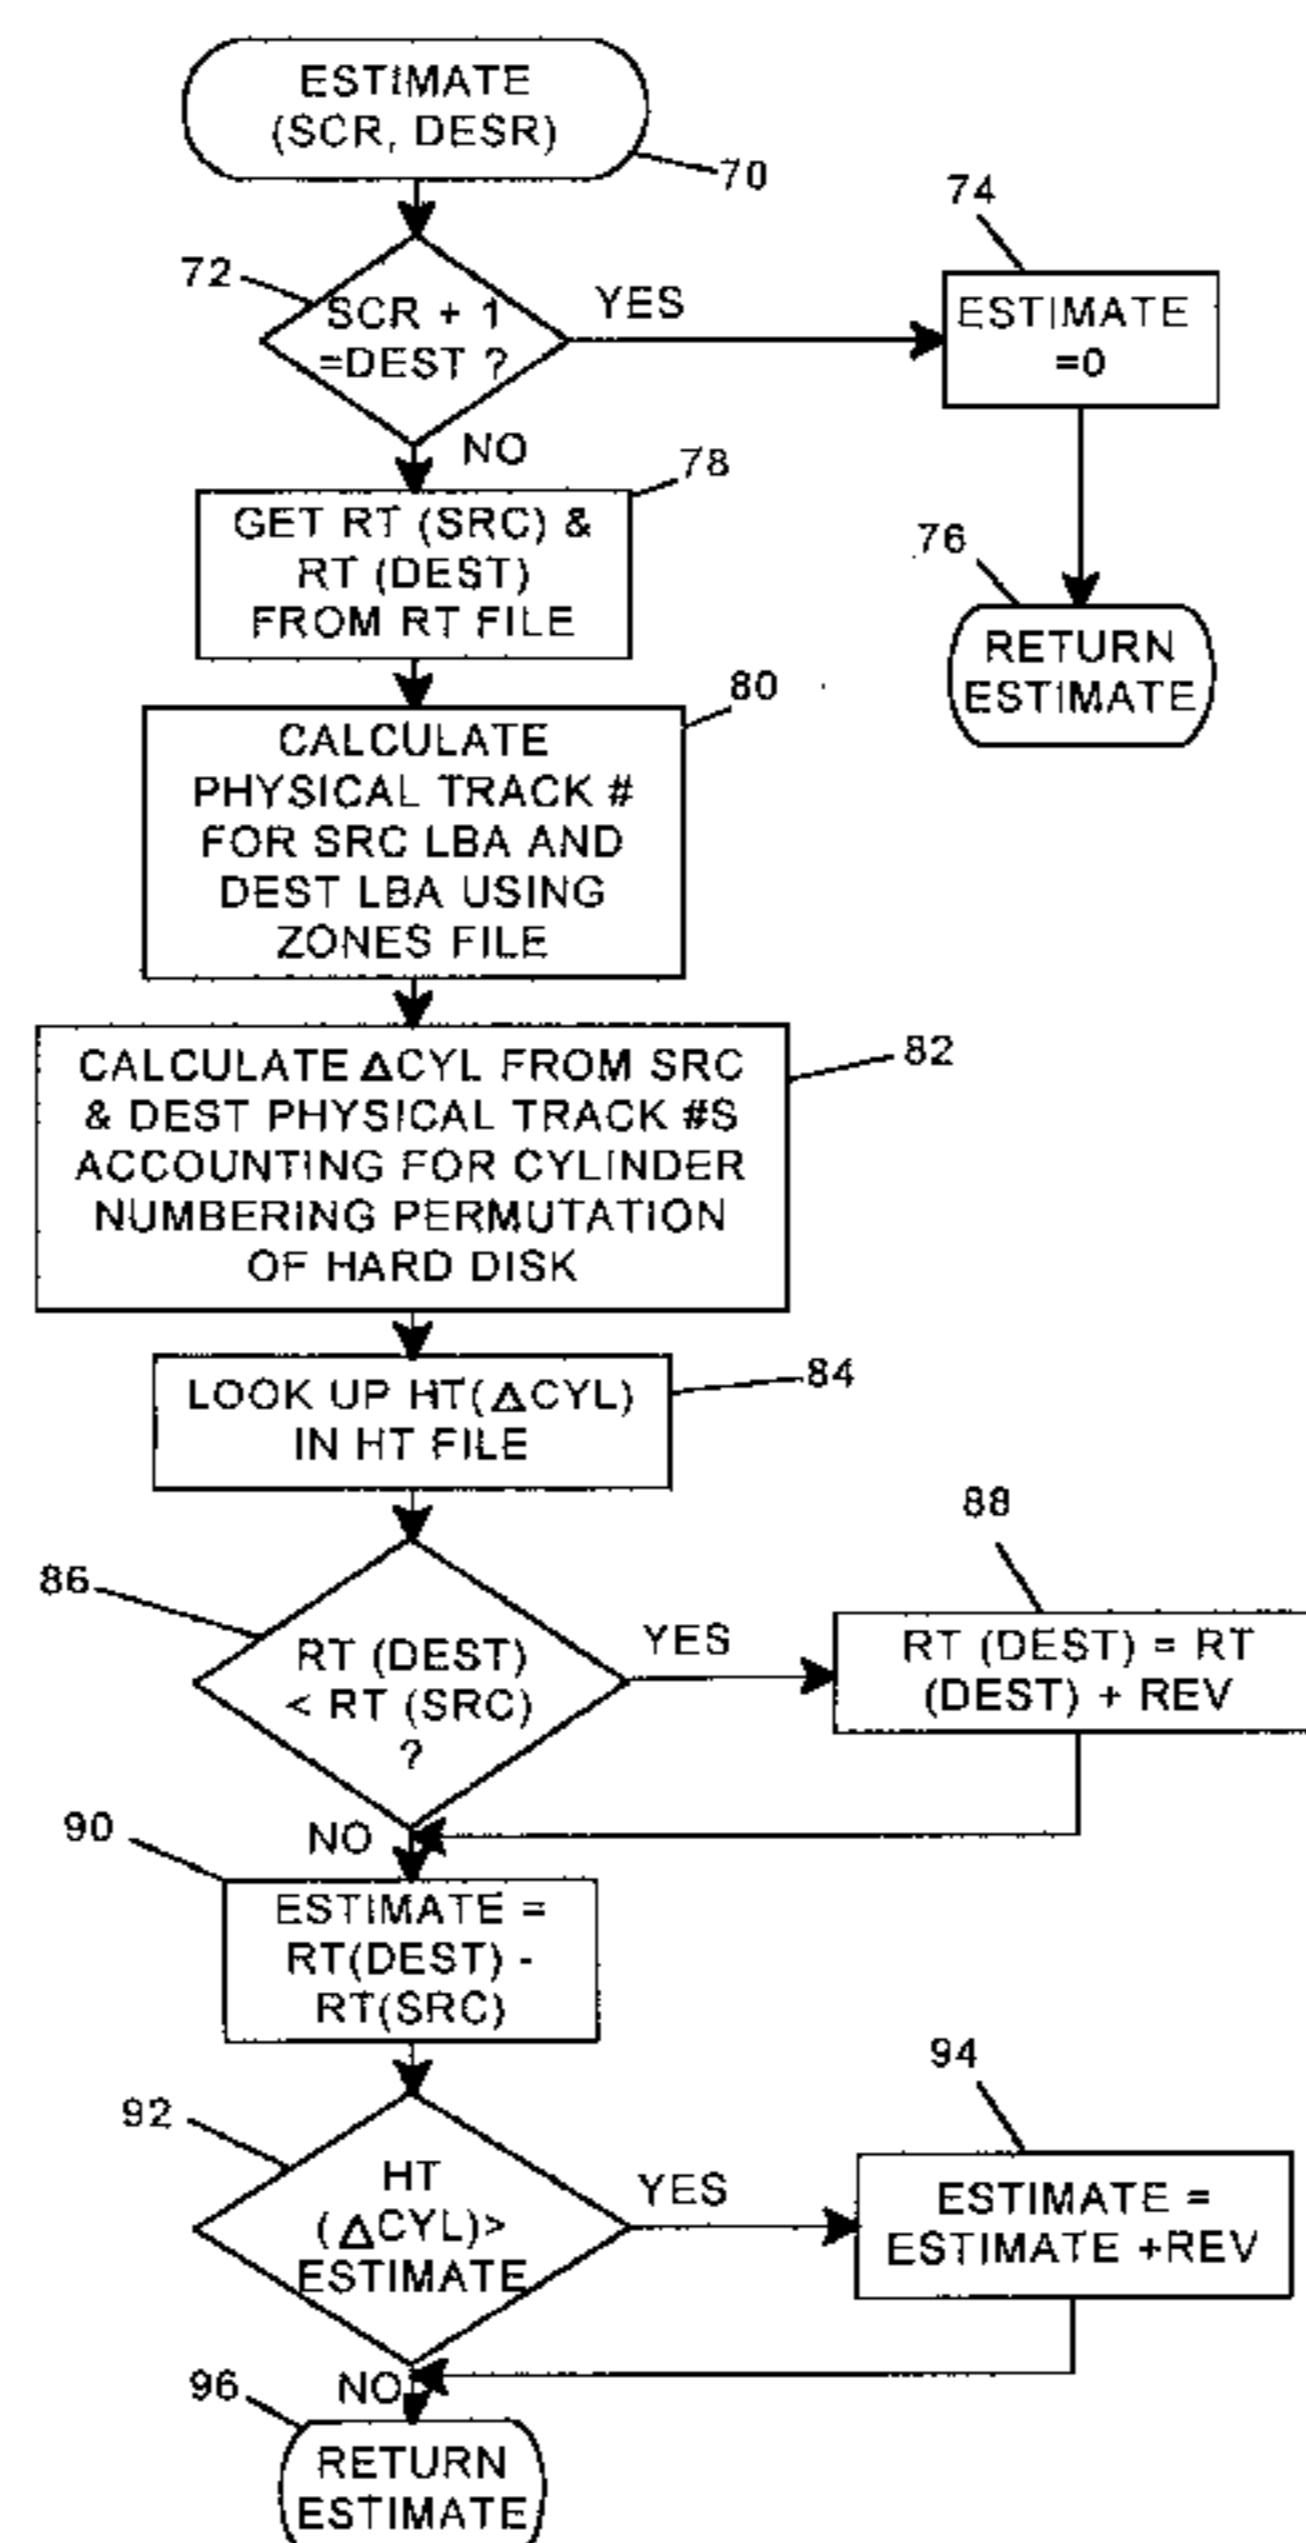 ESTIMATE
(SCR, DESR)
70
72
SCR + 1
=DEST ?
YES
74
ESTIMATE
=0
NO
76
RETURN
ESTIMATE
78
GET RT (SRC) &
RT (DEST)
FROM RT FILE
80
CALCULATE
PHYSICAL TRACK #
FOR SRC LBA AND
DEST LBA USING
ZONES FILE
82
CALCULATE ΔCYL FROM SRC
& DEST PHYSICAL TRACK #S
ACCOUNTING FOR CYLINDER
NUMBERING PERMUTATION
OF HARD DISK
84
LOOK UP HT(ΔCYL)
IN HT FILE
86
RT (DEST)
< RT (SRC)
?
YES
88
RT (DEST) = RT
(DEST) + REV
NO
90
ESTIMATE =
RT(DEST) -
RT(SRC)
92
HT
(ΔCYL)>
ESTIMATE
YES
94
ESTIMATE =
ESTIMATE +REV
NO
96
RETURN
ESTIMATE